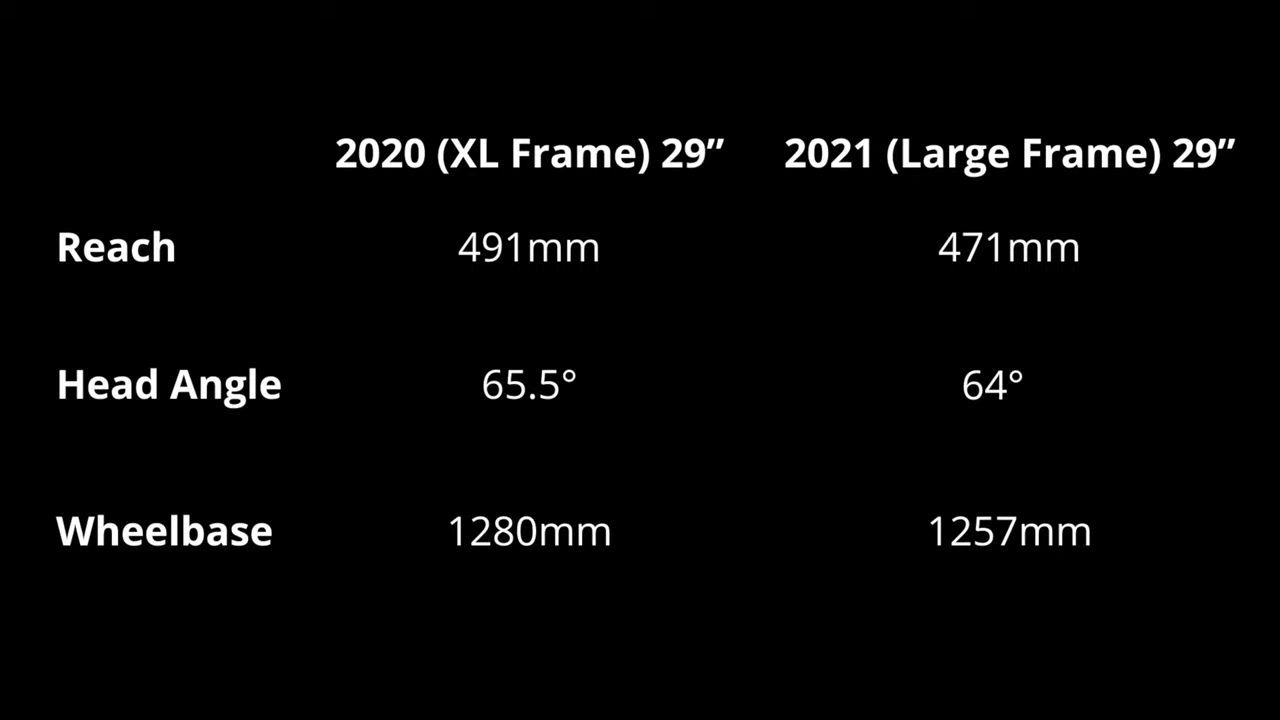 2020 (XL Frame) 29” 2021 (Large Frame) 29”
Reach 491mm 471mm
Head Angle 65.5° 64°
Wheelbase 1280mm 1257mm